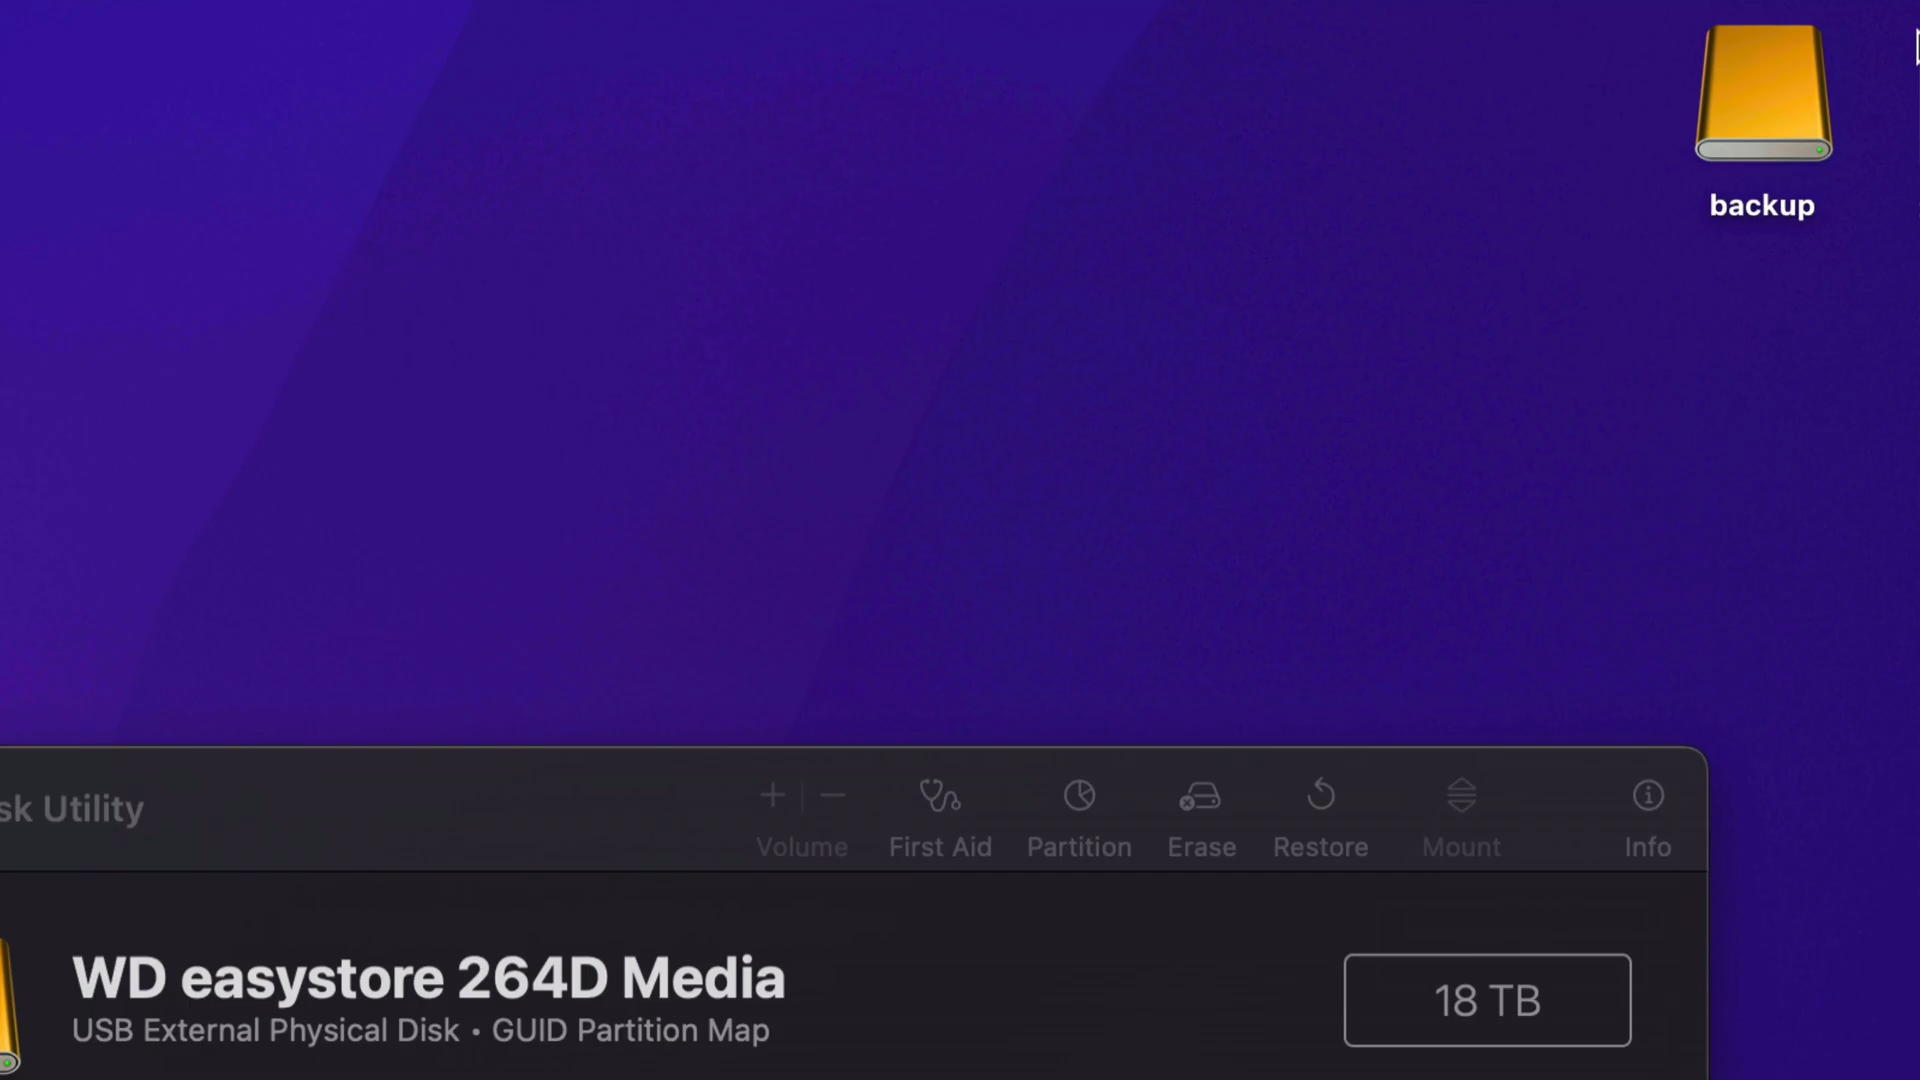 backup
sk Utility
Volume First Aid Partition Erase Restore Mount Info
WD easystore 264D Media
USB External Physical Disk • GUID Partition Map
18 TB